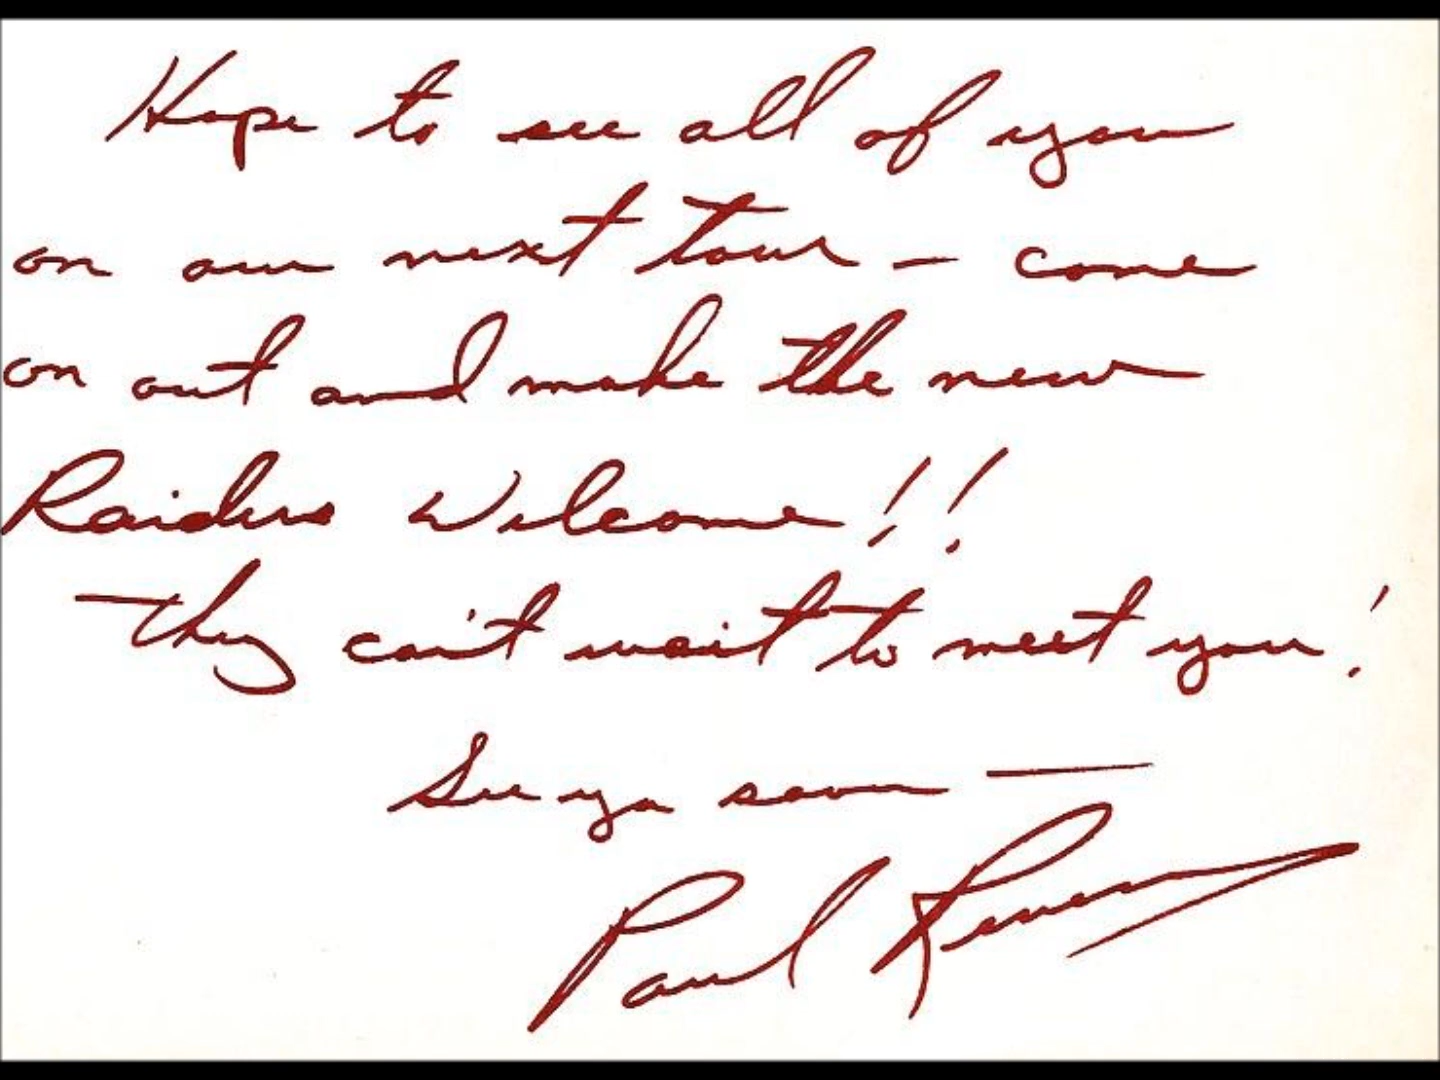 Hope to see all of you
on our next tour – come
on out and make the new
Raiders Welcome!!
They can't wait to meet you!
See ya soon —
Paul Revere